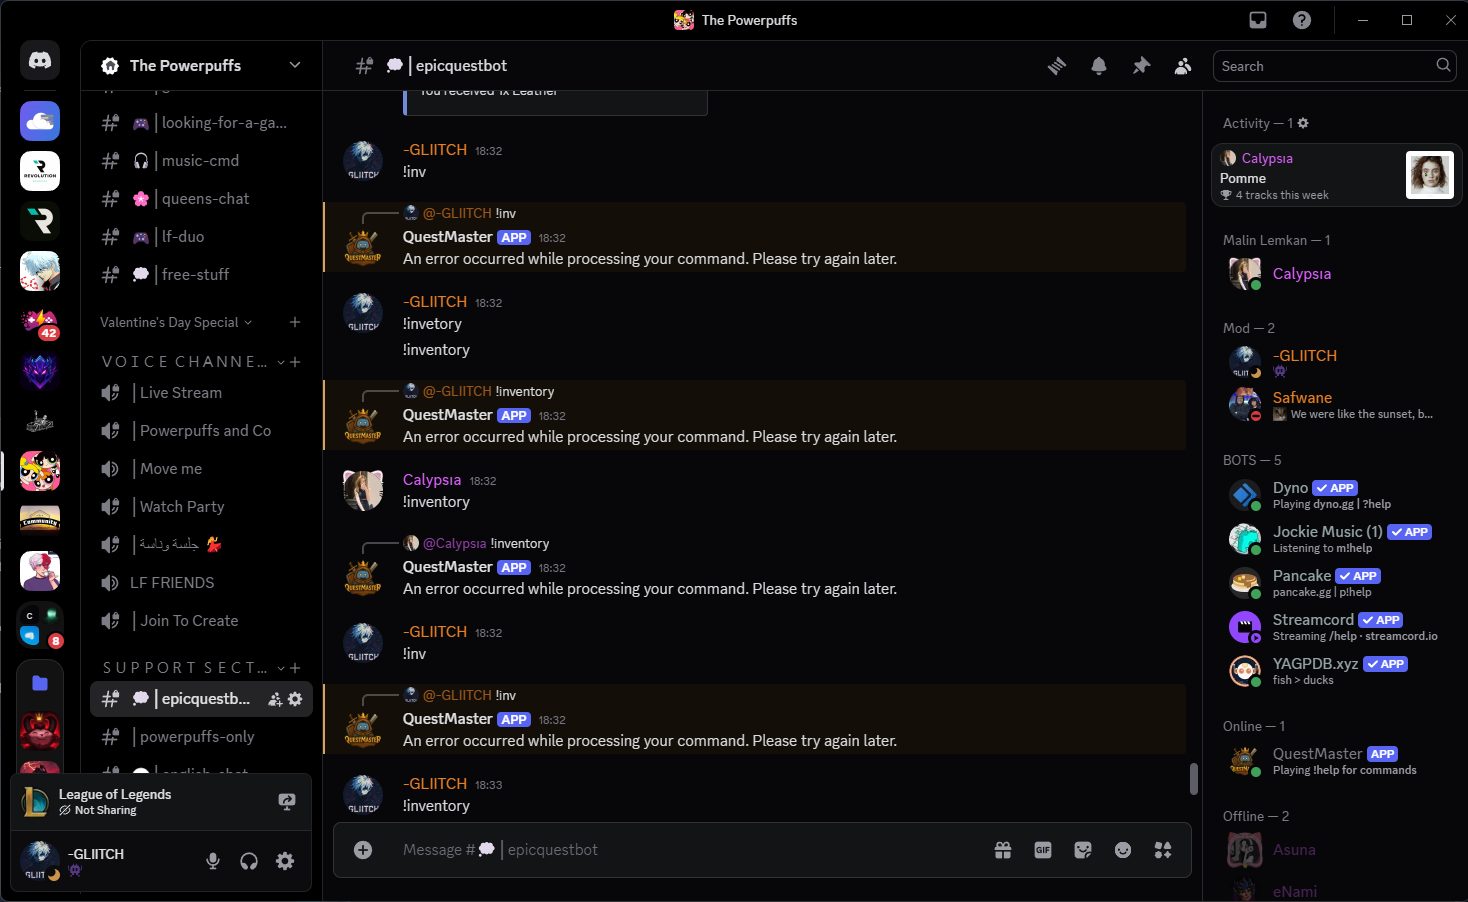 The Powerpuffs
The Powerpuffs
looking-for-a-ga...
music-cmd
queens-chat
lf-duo
free-stuff
Valentine's Day Special
VOICE CHANNE...
Live Stream
Powerpuffs and Co
Move me
Watch Party
جلسة وناسة
LF FRIENDS
Join To Create
SUPPORT SECT...
epicquestb...
powerpuffs-only
english-chat
League of Legends
Not Sharing
-GLIITCH
42
8
REVOLUTION
Community
epicquestbot
You received 1x Leather
-GLIITCH 18:32
!inv
@-GLIITCH !inv
QuestMaster APP 18:32
An error occurred while processing your command. Please try again later.
-GLIITCH 18:32
!invetory
!inventory
@-GLIITCH !inventory
QuestMaster APP 18:32
An error occurred while processing your command. Please try again later.
Calypsıa 18:32
!inventory
@Calypsıa !inventory
QuestMaster APP 18:32
An error occurred while processing your command. Please try again later.
-GLIITCH 18:32
!inv
@-GLIITCH !inv
QuestMaster APP 18:32
An error occurred while processing your command. Please try again later.
-GLIITCH 18:33
!inventory
Message # | epicquestbot
GIF
Search
Activity — 1
Calypsıa
Pomme
4 tracks this week
Malin Lemkan — 1
Calypsıa
Mod — 2
-GLIITCH
Safwane
We were like the sunset, b...
BOTS — 5
Dyno APP
Playing dyno.gg | ?help
Jockie Music (1) APP
Listening to m!help
Pancake APP
pancake.gg | p!help
Streamcord APP
Streaming /help · streamcord.io
YAGPDB.xyz APP
fish > ducks
Online — 1
QuestMaster APP
Playing !help for commands
Offline — 2
Asuna
eNami